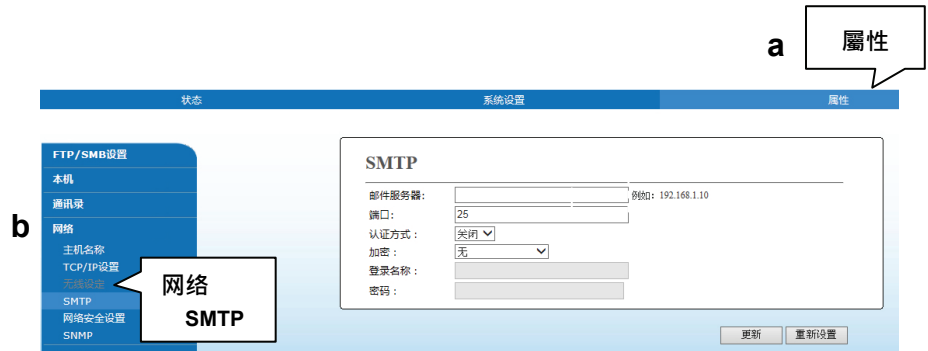 a
屬性
状态
系统设置
属性
FTP/SMB设置
本机
通讯录
b
网络
主机名称
TCP/IP设置
无线设定
SMTP
网络安全设置
SNMP
网络
SMTP
SMTP
邮件服务器:
例如: 192.168.1.10
端口:
25
认证方式:
关闭
加密:
无
登录名称:
密码:
更新
重新设置